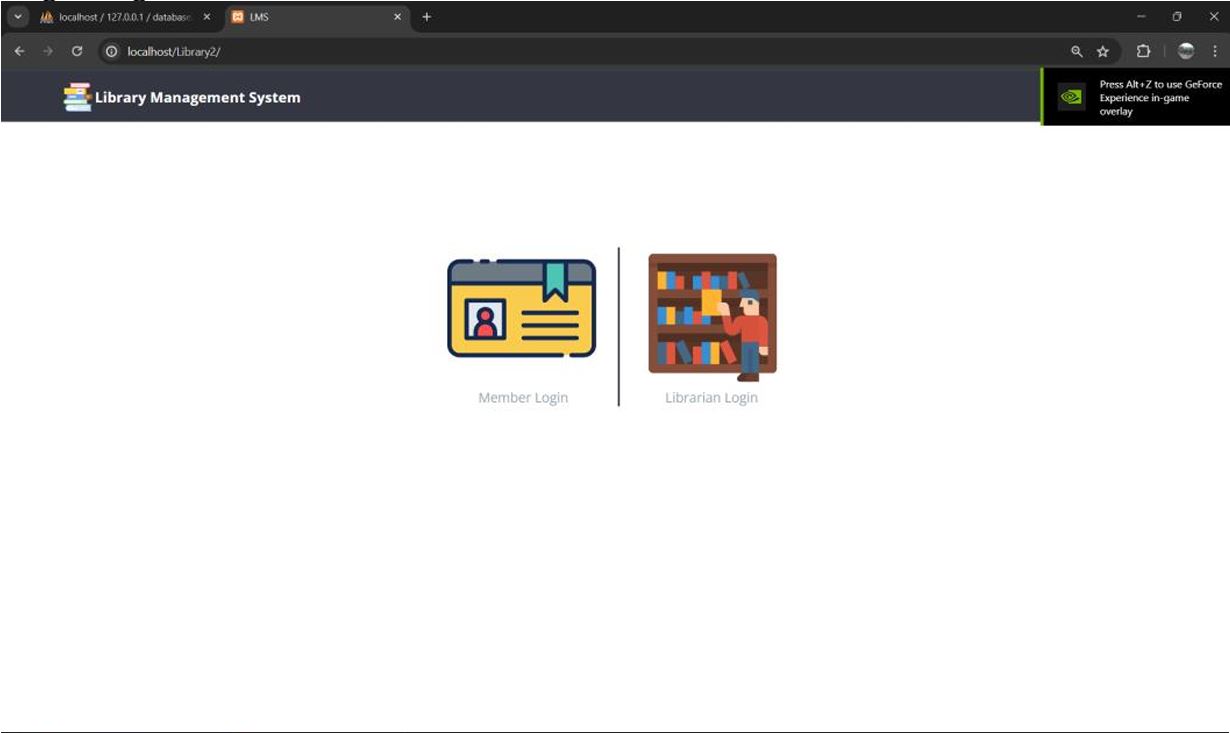 localhost / 127.0.0.1 / database
LMS
localhost/Library2/
Library Management System
Press Alt+Z to use GeForce
Experience in-game
overlay
Member Login
Librarian Login